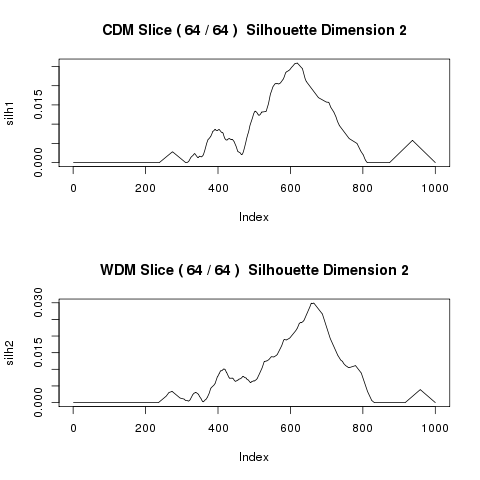 CDM Slice ( 64 / 64 )  Silhouette Dimension 2
silh1
0.015
0.000
0 200 400 600 800 1000
Index
WDM Slice ( 64 / 64 )  Silhouette Dimension 2
silh2
0.030
0.015
0.000
0 200 400 600 800 1000
Index